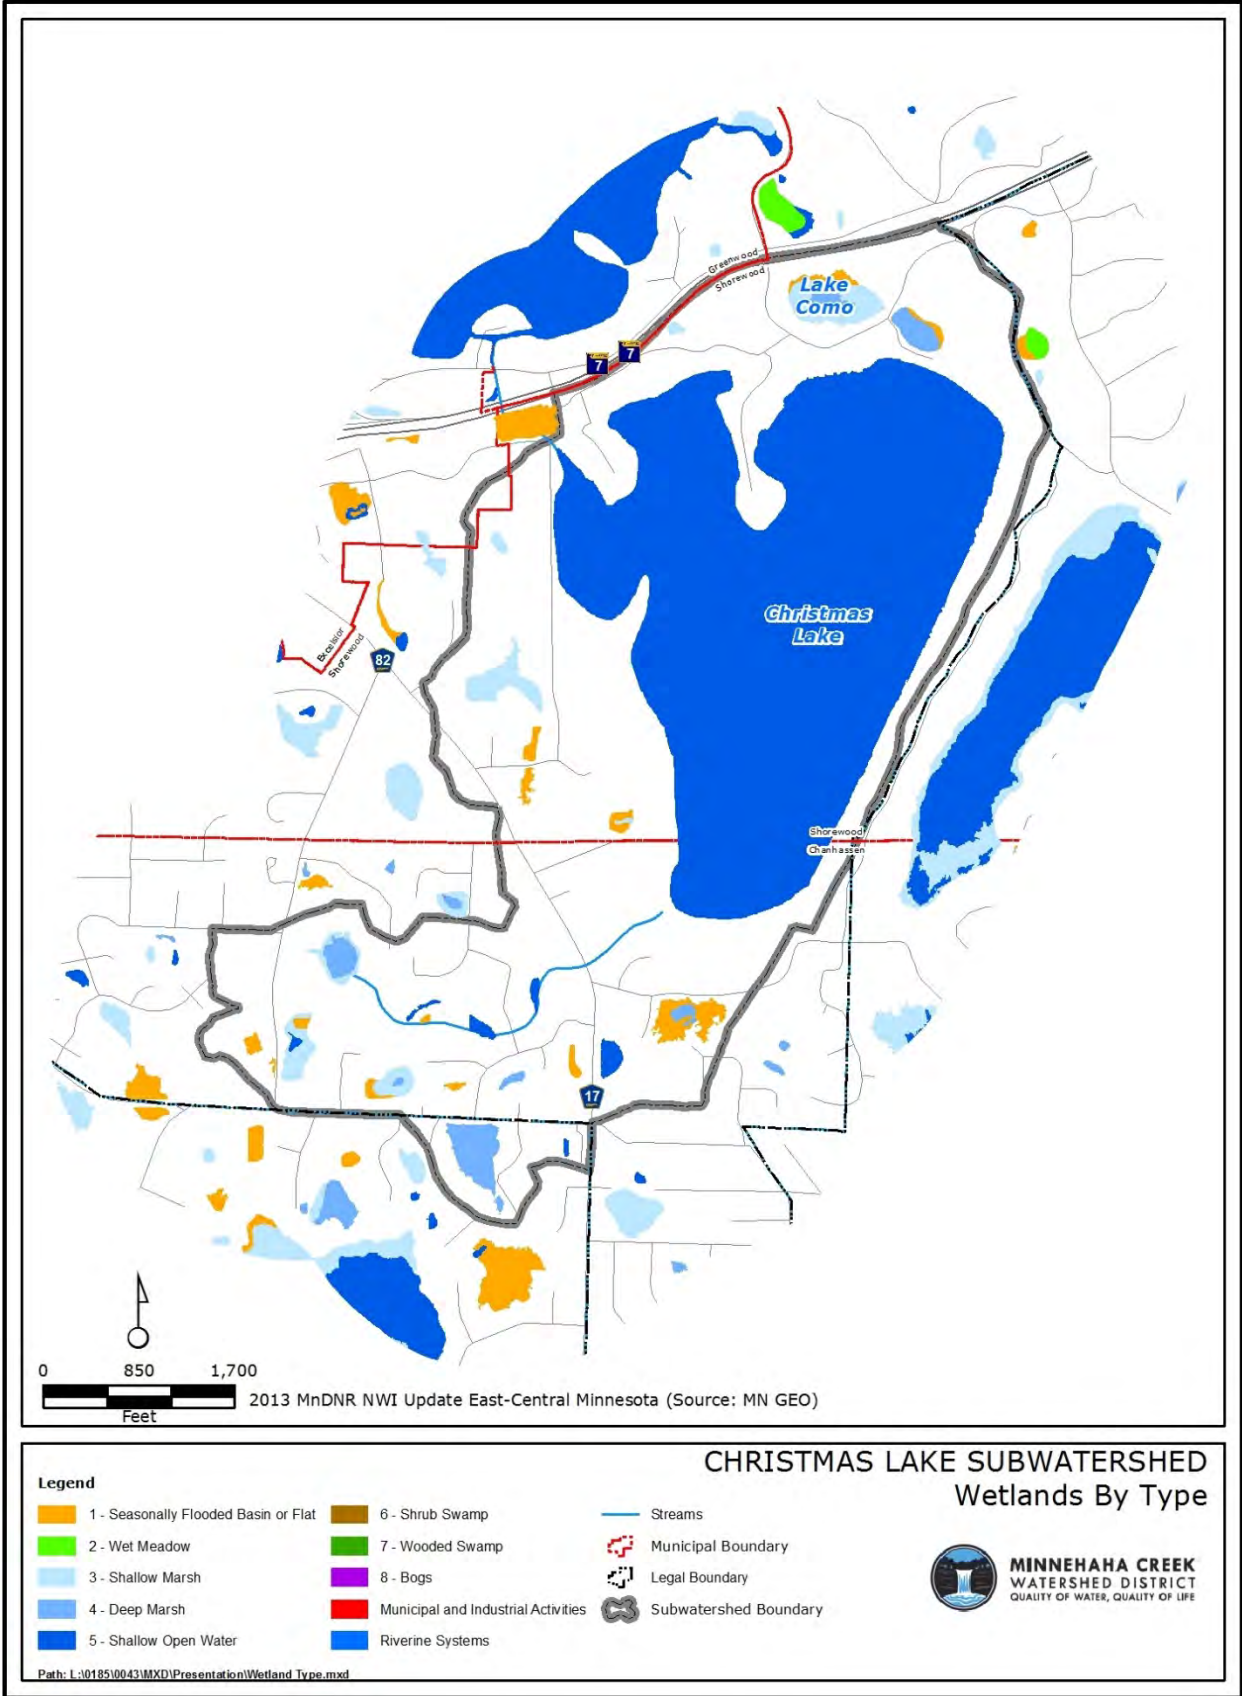 Greenwood
Shorewood
Lake
Como
7
7
Christmas
Lake
Excelsior
Shorewood
82
Shorewood
Chanhassen
17
0 850 1,700
Feet
2013 MnDNR NWI Update East-Central Minnesota (Source: MN GEO)
CHRISTMAS LAKE SUBWATERSHED
Wetlands By Type
Legend
1 - Seasonally Flooded Basin or Flat
2 - Wet Meadow
3 - Shallow Marsh
4 - Deep Marsh
5 - Shallow Open Water
6 - Shrub Swamp
7 - Wooded Swamp
8 - Bogs
Municipal and Industrial Activities
Riverine Systems
Streams
Municipal Boundary
Legal Boundary
Subwatershed Boundary
MINNEHAHA CREEK
WATERSHED DISTRICT
QUALITY OF WATER, QUALITY OF LIFE
Path: L:\0185\0043\MXD\Presentation\Wetland Type.mxd